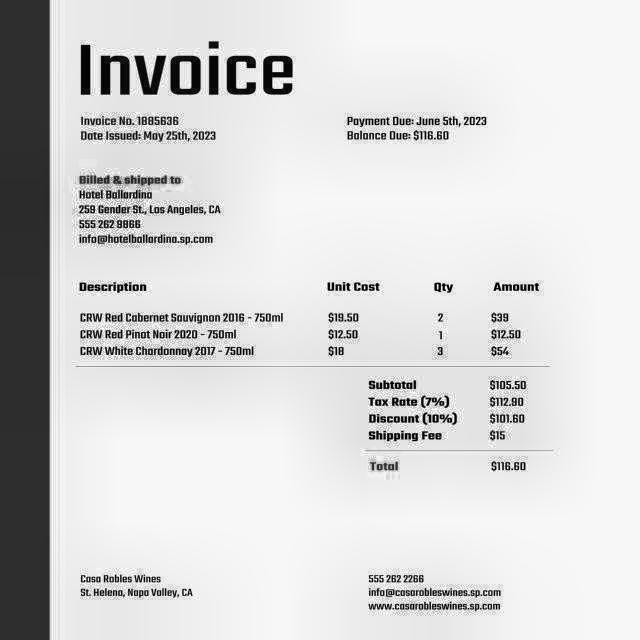 Invoice
Invoice No. 1885636
Date Issued: May 25th, 2023
Payment Due: June 5th, 2023
Balance Due: $116.60
Billed & shipped to
Hotel Ballardina
259 Gender St., Los Angeles, CA
555 262 9866
info@hotelballardina.sp.com
Description Unit Cost Qty Amount
CRW Red Cabernet Sauvignon 2016 - 750ml $19.50 2 $39
CRW Red Pinot Noir 2020 - 750ml $12.50 1 $12.50
CRW White Chardonnay 2017 - 750ml $18 3 $54
Subtotal $105.50
Tax Rate (7%) $112.90
Discount (10%) $101.60
Shipping Fee $15
Total $116.60
Casa Robles Wines
St. Helena, Napa Valley, CA
555 262 2266
info@casarobleswines.sp.com
www.casarobleswines.sp.com